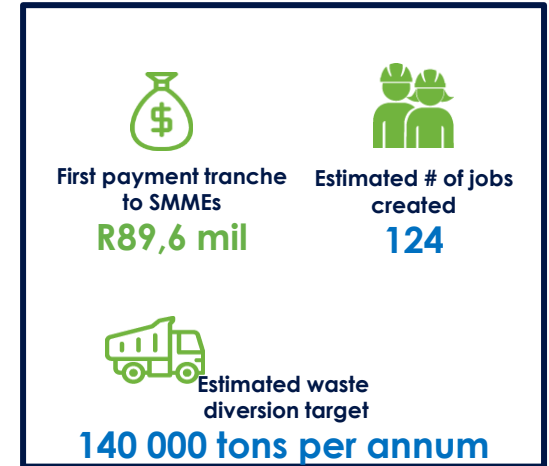 $
First payment tranche
to SMMEs
R89,6 mil
Estimated # of jobs
created
124
Estimated waste
diversion target
140 000 tons per annum